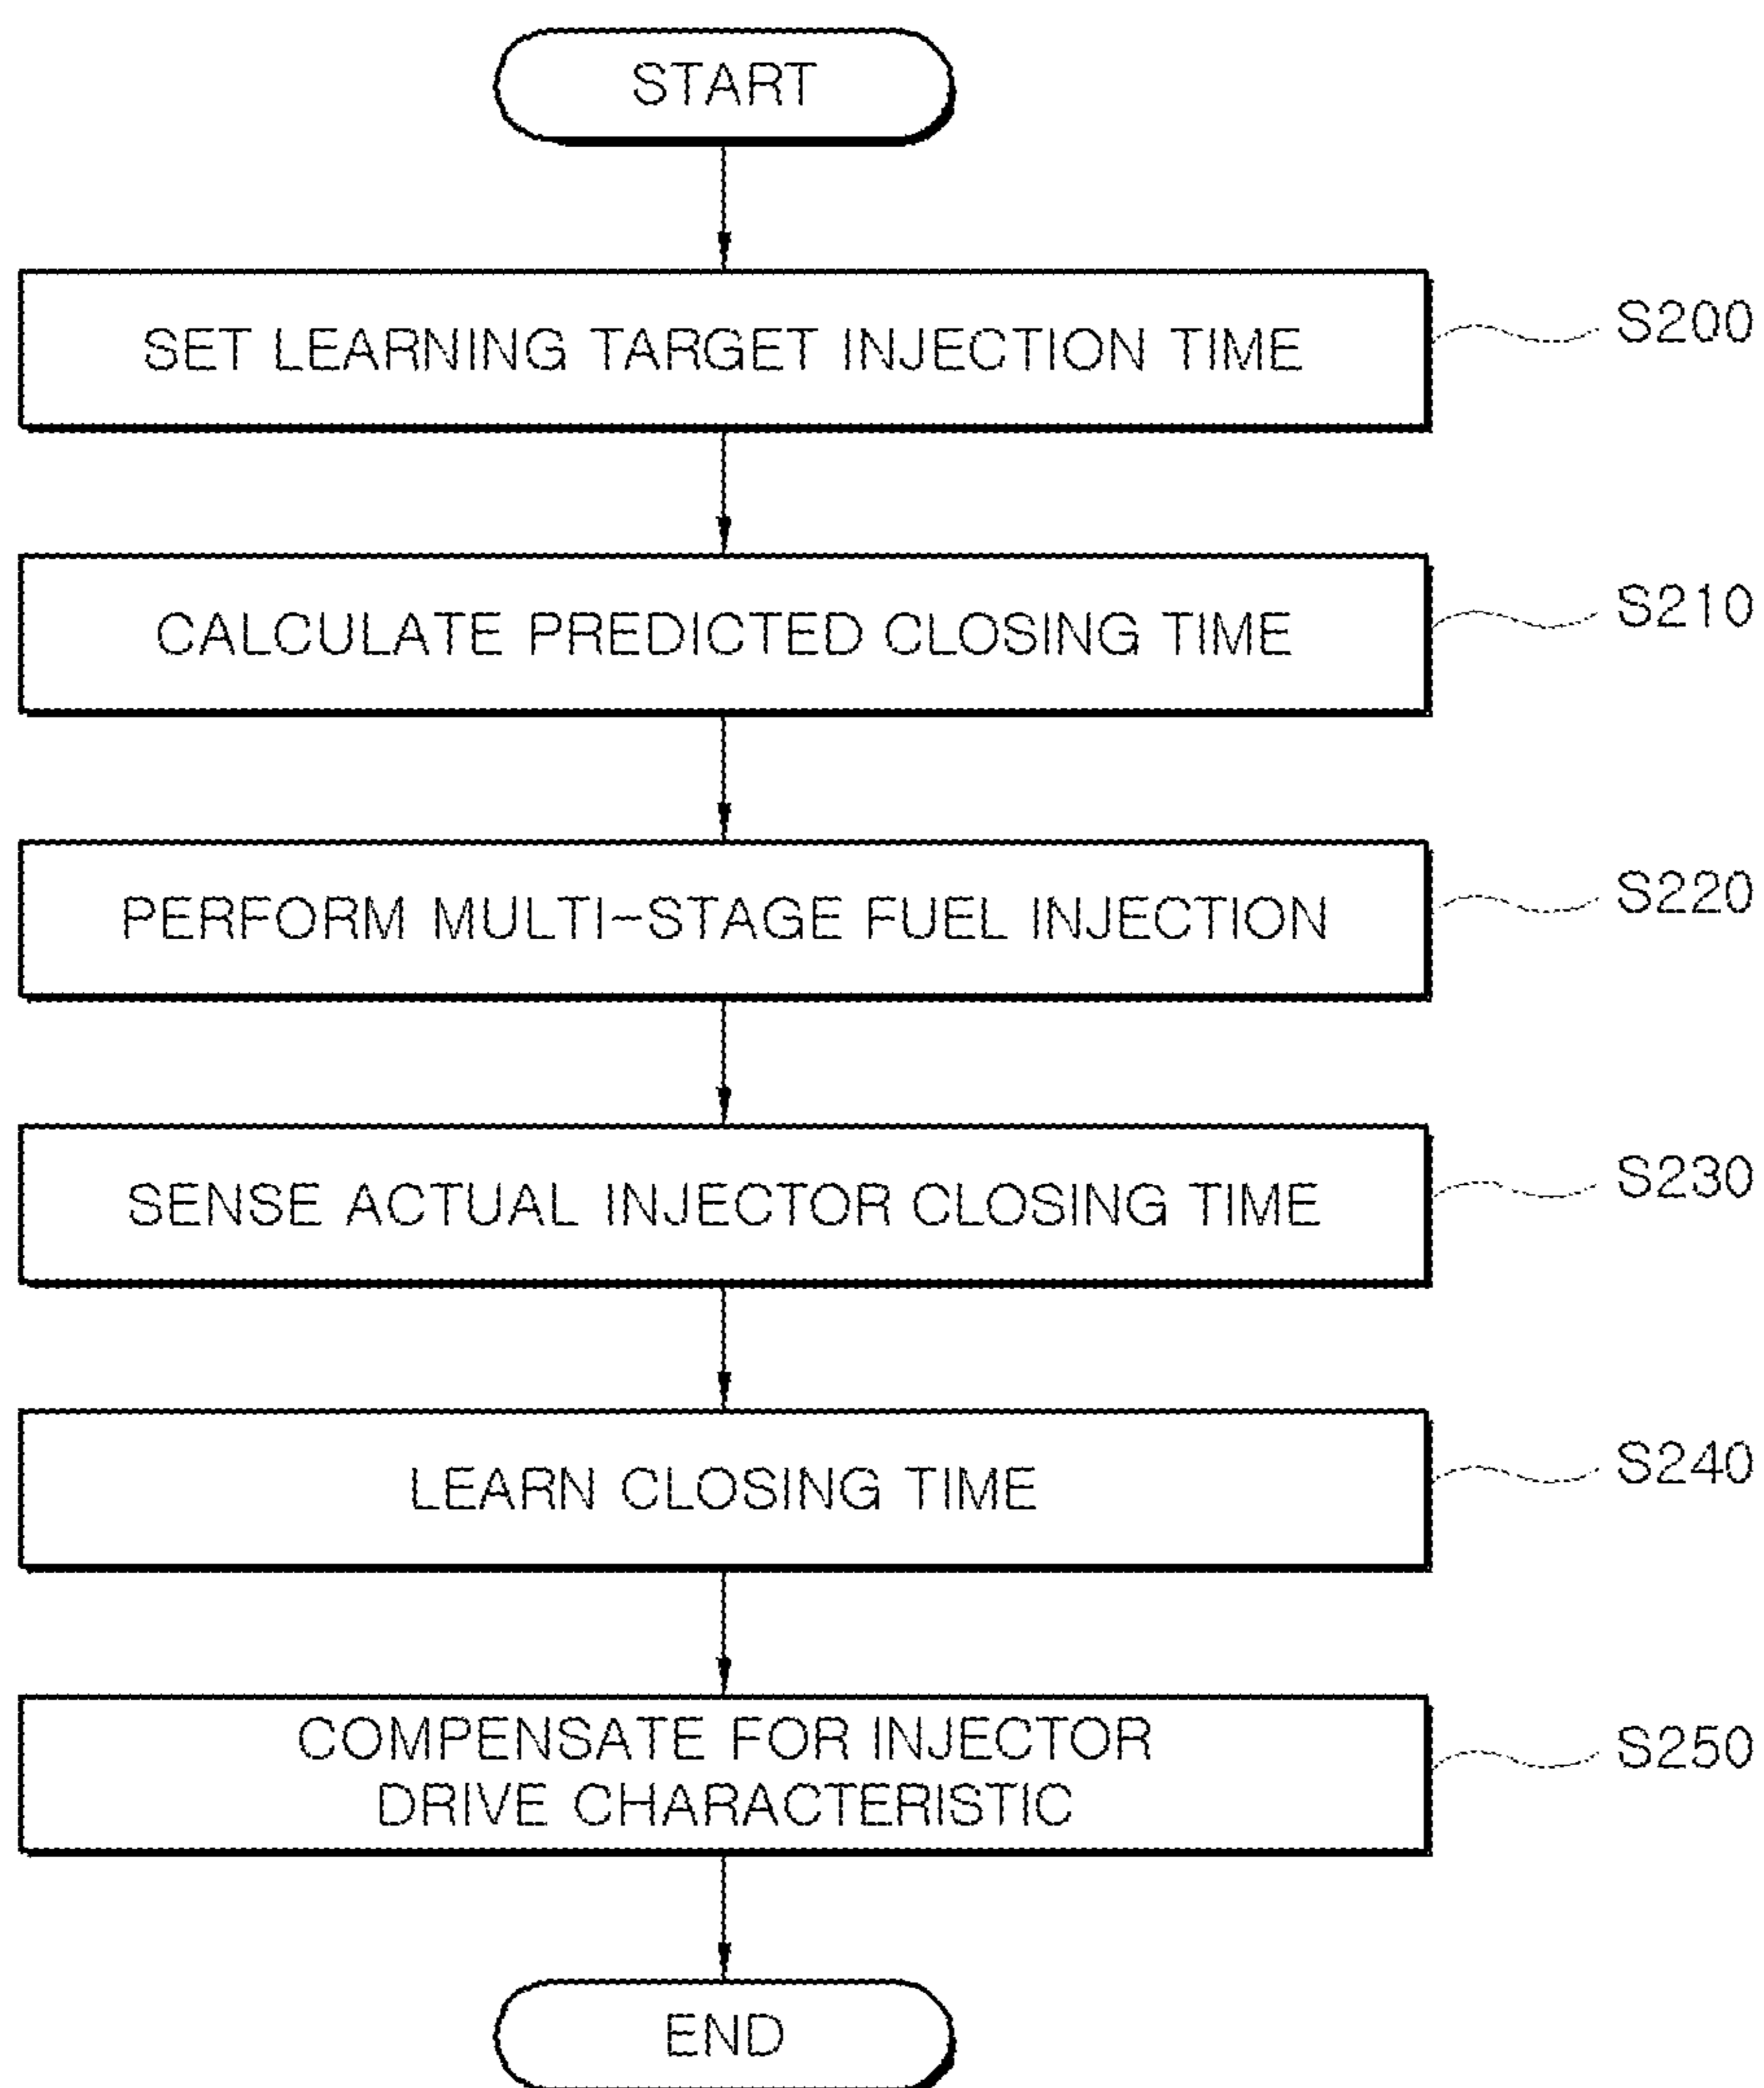 START
SET LEARNING TARGET INJECTION TIME
S200
CALCULATE PREDICTED CLOSING TIME
S210
PERFORM MULTI-STAGE FUEL INJECTION
S220
SENSE ACTUAL INJECTOR CLOSING TIME
S230
LEARN CLOSING TIME
S240
COMPENSATE FOR INJECTOR
DRIVE CHARACTERISTIC
S250
END